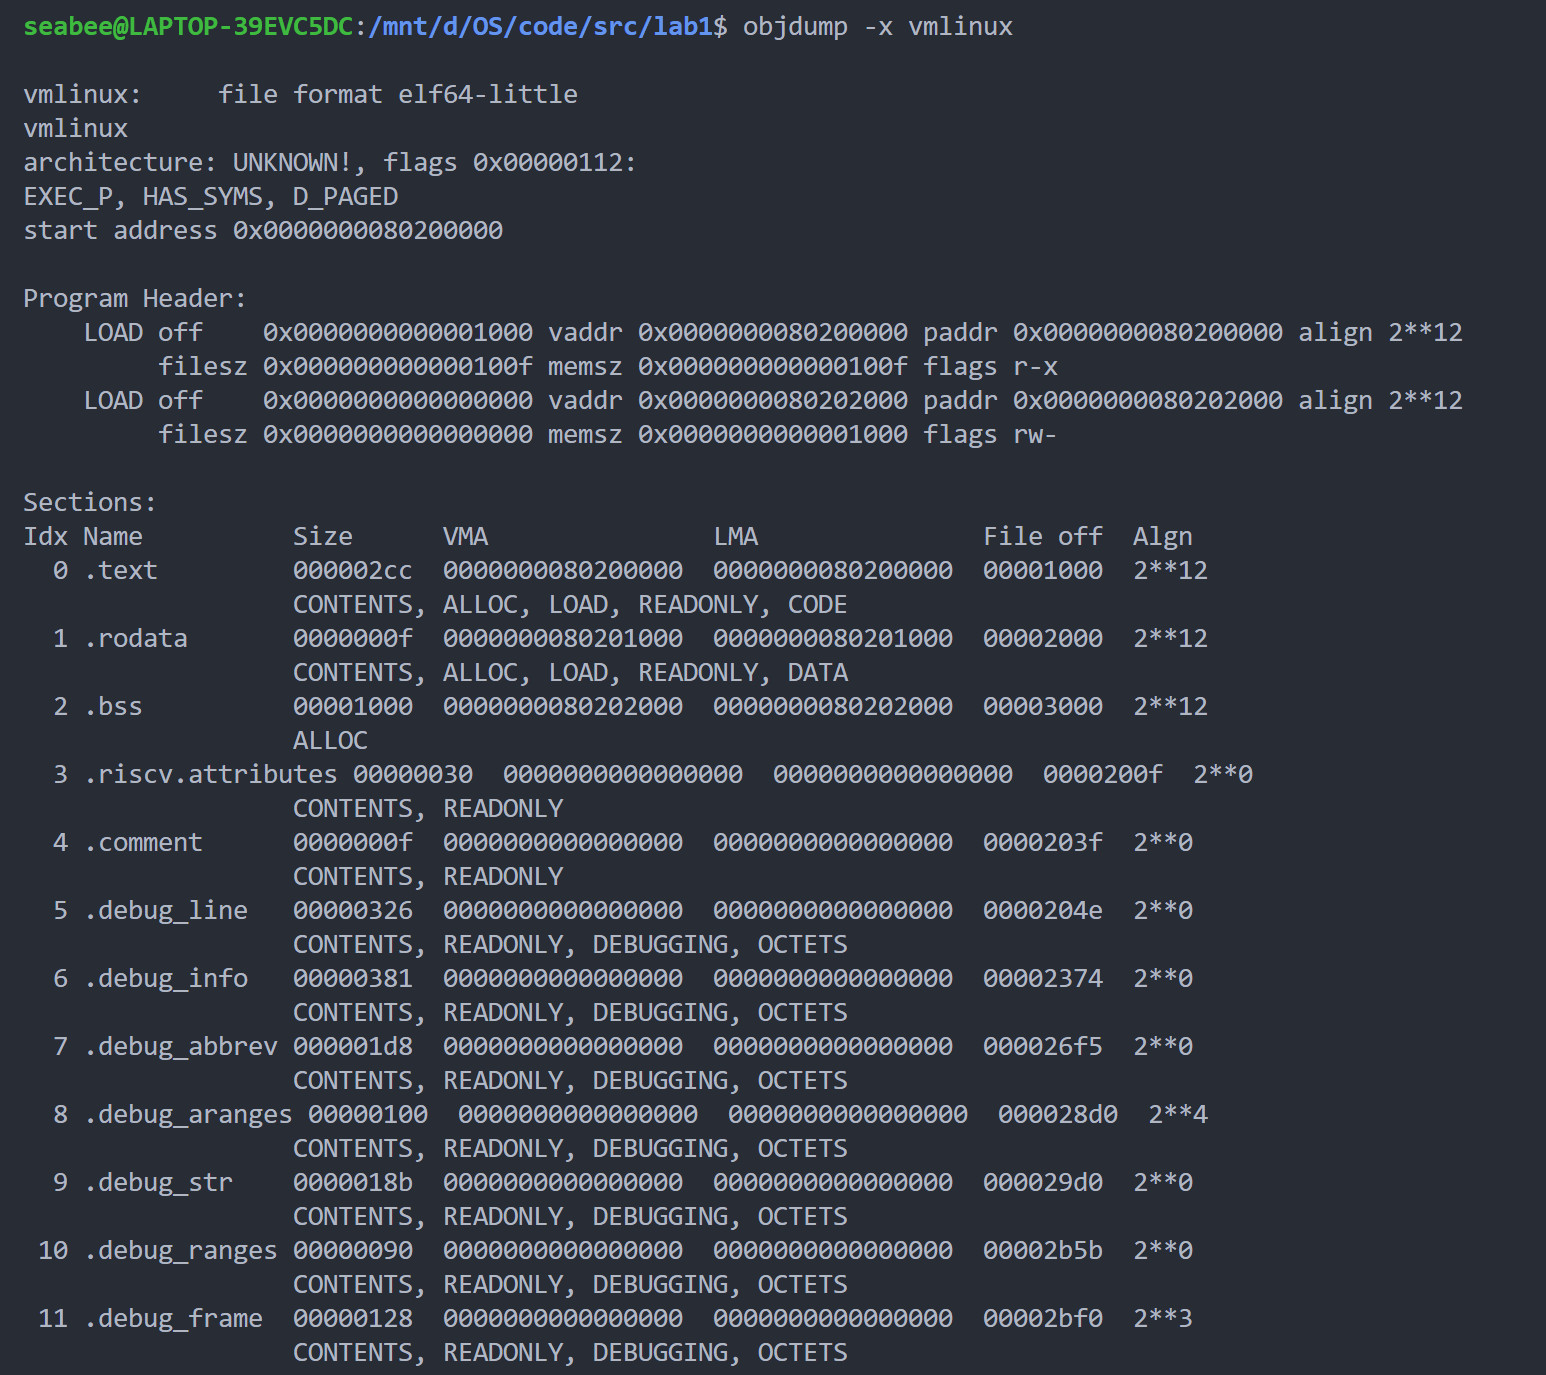 seabee@LAPTOP-39EVC5DC:/mnt/d/OS/code/src/lab1$ objdump -x vmlinux

vmlinux:     file format elf64-little
vmlinux
architecture: UNKNOWN!, flags 0x00000112:
EXEC_P, HAS_SYMS, D_PAGED
start address 0x0000000080200000

Program Header:
    LOAD off    0x0000000000001000 vaddr 0x0000000080200000 paddr 0x0000000080200000 align 2**12
         filesz 0x000000000000100f memsz 0x000000000000100f flags r-x
    LOAD off    0x0000000000000000 vaddr 0x0000000080202000 paddr 0x0000000080202000 align 2**12
         filesz 0x0000000000000000 memsz 0x0000000000001000 flags rw-

Sections:
Idx Name          Size      VMA               LMA               File off  Algn
  0 .text         000002cc  0000000080200000  0000000080200000  00001000  2**12
                  CONTENTS, ALLOC, LOAD, READONLY, CODE
  1 .rodata       0000000f  0000000080201000  0000000080201000  00002000  2**12
                  CONTENTS, ALLOC, LOAD, READONLY, DATA
  2 .bss          00001000  0000000080202000  0000000080202000  00003000  2**12
                  ALLOC
  3 .riscv.attributes 00000030  0000000000000000  0000000000000000  0000200f  2**0
                  CONTENTS, READONLY
  4 .comment      0000000f  0000000000000000  0000000000000000  0000203f  2**0
                  CONTENTS, READONLY
  5 .debug_line   00000326  0000000000000000  0000000000000000  0000204e  2**0
                  CONTENTS, READONLY, DEBUGGING, OCTETS
  6 .debug_info   00000381  0000000000000000  0000000000000000  00002374  2**0
                  CONTENTS, READONLY, DEBUGGING, OCTETS
  7 .debug_abbrev 000001d8  0000000000000000  0000000000000000  000026f5  2**0
                  CONTENTS, READONLY, DEBUGGING, OCTETS
  8 .debug_aranges 00000100  0000000000000000  0000000000000000  000028d0  2**4
                  CONTENTS, READONLY, DEBUGGING, OCTETS
  9 .debug_str    0000018b  0000000000000000  0000000000000000  000029d0  2**0
                  CONTENTS, READONLY, DEBUGGING, OCTETS
 10 .debug_ranges 00000090  0000000000000000  0000000000000000  00002b5b  2**0
                  CONTENTS, READONLY, DEBUGGING, OCTETS
 11 .debug_frame  00000128  0000000000000000  0000000000000000  00002bf0  2**3
                  CONTENTS, READONLY, DEBUGGING, OCTETS